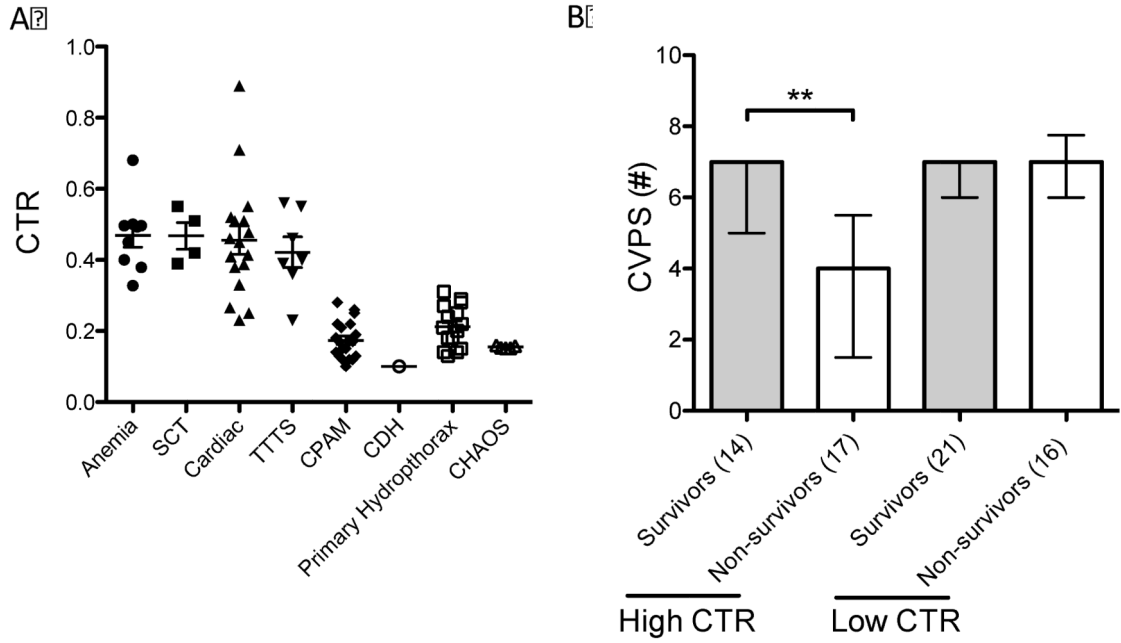 A
1.0
0.8
0.6
0.4
0.2
0.0
CTR
Anemia
SCT
Cardiac
TTTS
CPAM
CDH
Primary Hydropthorax
CHAOS
B
10
8
6
4
2
0
CVPS (#)
**
Survivors (14)
Non-survivors (17)
Survivors (21)
Non-survivors (16)
High CTR
Low CTR